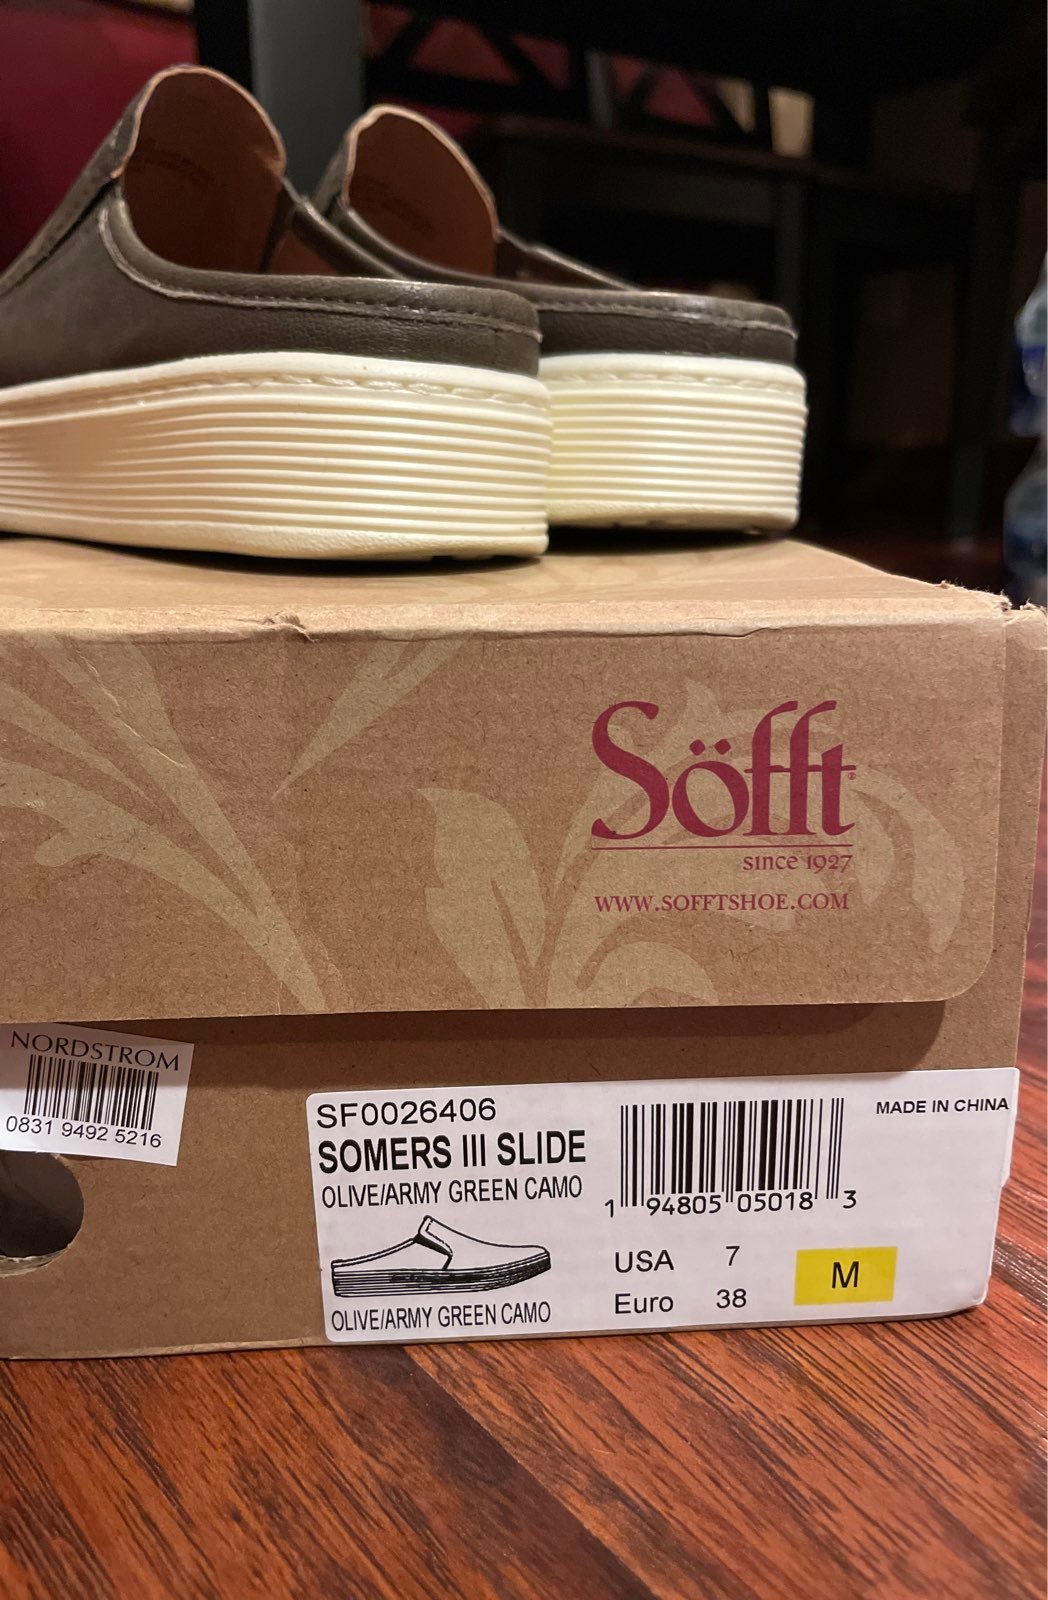 Söfft®
since 1927
WWW.SOFFTSHOE.COM
NORDSTROM
0831 9492 5216
SF0026406
SOMERS III SLIDE
OLIVE/ARMY GREEN CAMO
OLIVE/ARMY GREEN CAMO
1 94805 05018 3
MADE IN CHINA
USA 7
Euro 38
M